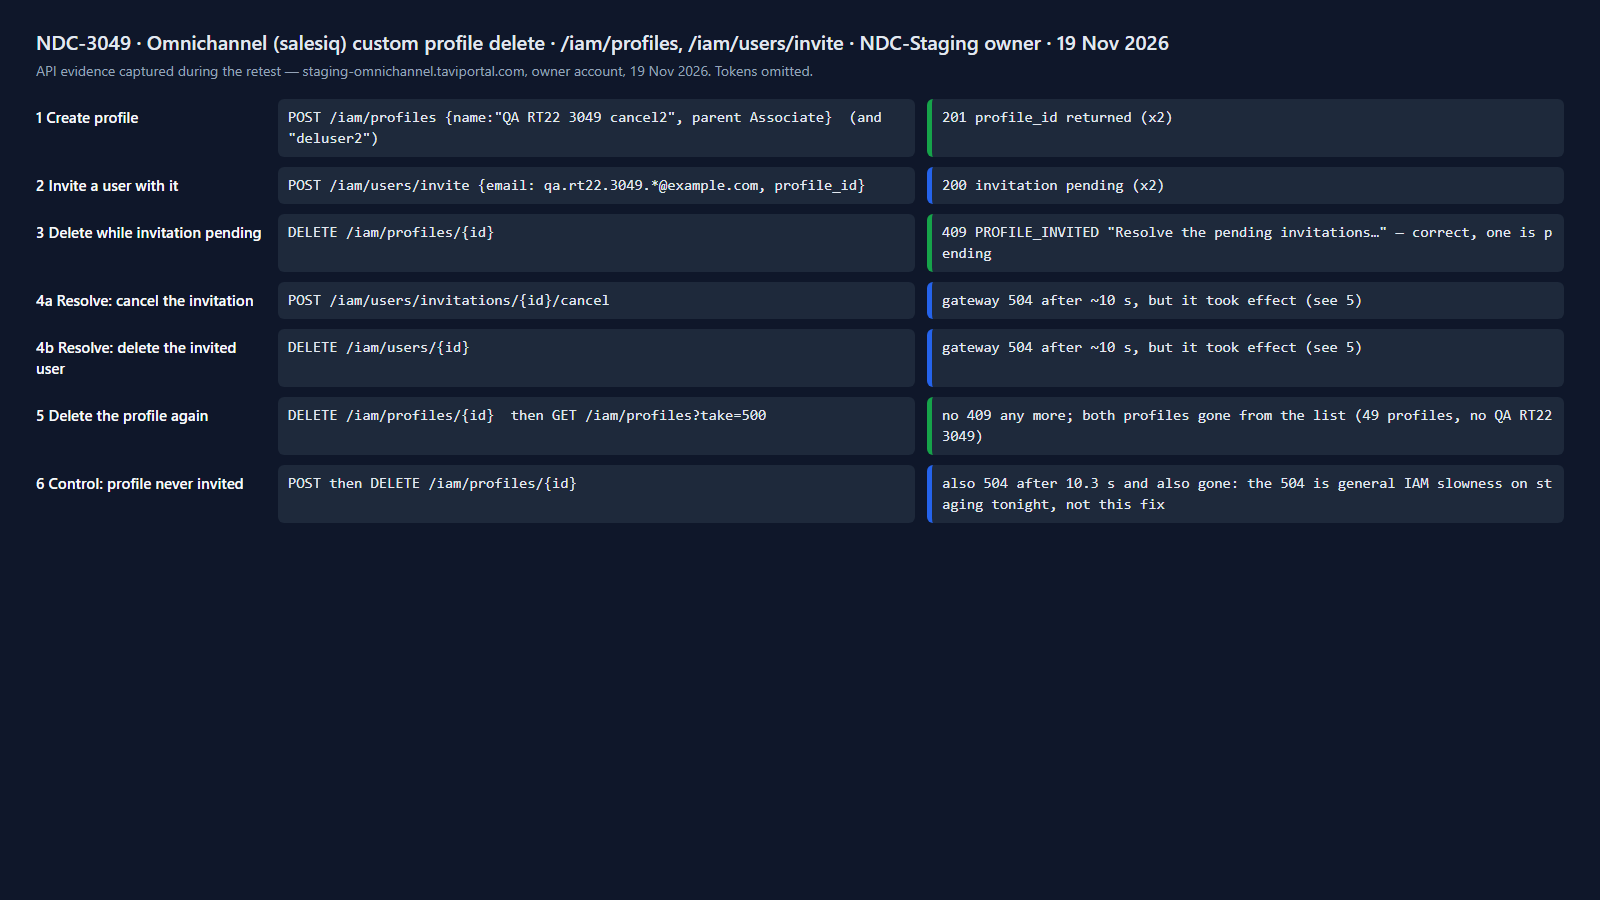 NDC-3049 · Omnichannel (salesiq) custom profile delete · /iam/profiles, /iam/users/invite · NDC-Staging owner · 19 Nov 2026
API evidence captured during the retest — staging-omnichannel.taviportal.com, owner account, 19 Nov 2026. Tokens omitted.
1 Create profile
POST /iam/profiles {name:"QA RT22 3049 cancel2", parent Associate}  (and
"deluser2")
201 profile_id returned (x2)
2 Invite a user with it
POST /iam/users/invite {email: qa.rt22.3049.*@example.com, profile_id}
200 invitation pending (x2)
3 Delete while invitation pending
DELETE /iam/profiles/{id}
409 PROFILE_INVITED "Resolve the pending invitations…" — correct, one is p
ending
4a Resolve: cancel the invitation
POST /iam/users/invitations/{id}/cancel
gateway 504 after ~10 s, but it took effect (see 5)
4b Resolve: delete the invited
user
DELETE /iam/users/{id}
gateway 504 after ~10 s, but it took effect (see 5)
5 Delete the profile again
DELETE /iam/profiles/{id}  then GET /iam/profiles?take=500
no 409 any more; both profiles gone from the list (49 profiles, no QA RT22
3049)
6 Control: profile never invited
POST then DELETE /iam/profiles/{id}
also 504 after 10.3 s and also gone: the 504 is general IAM slowness on st
aging tonight, not this fix